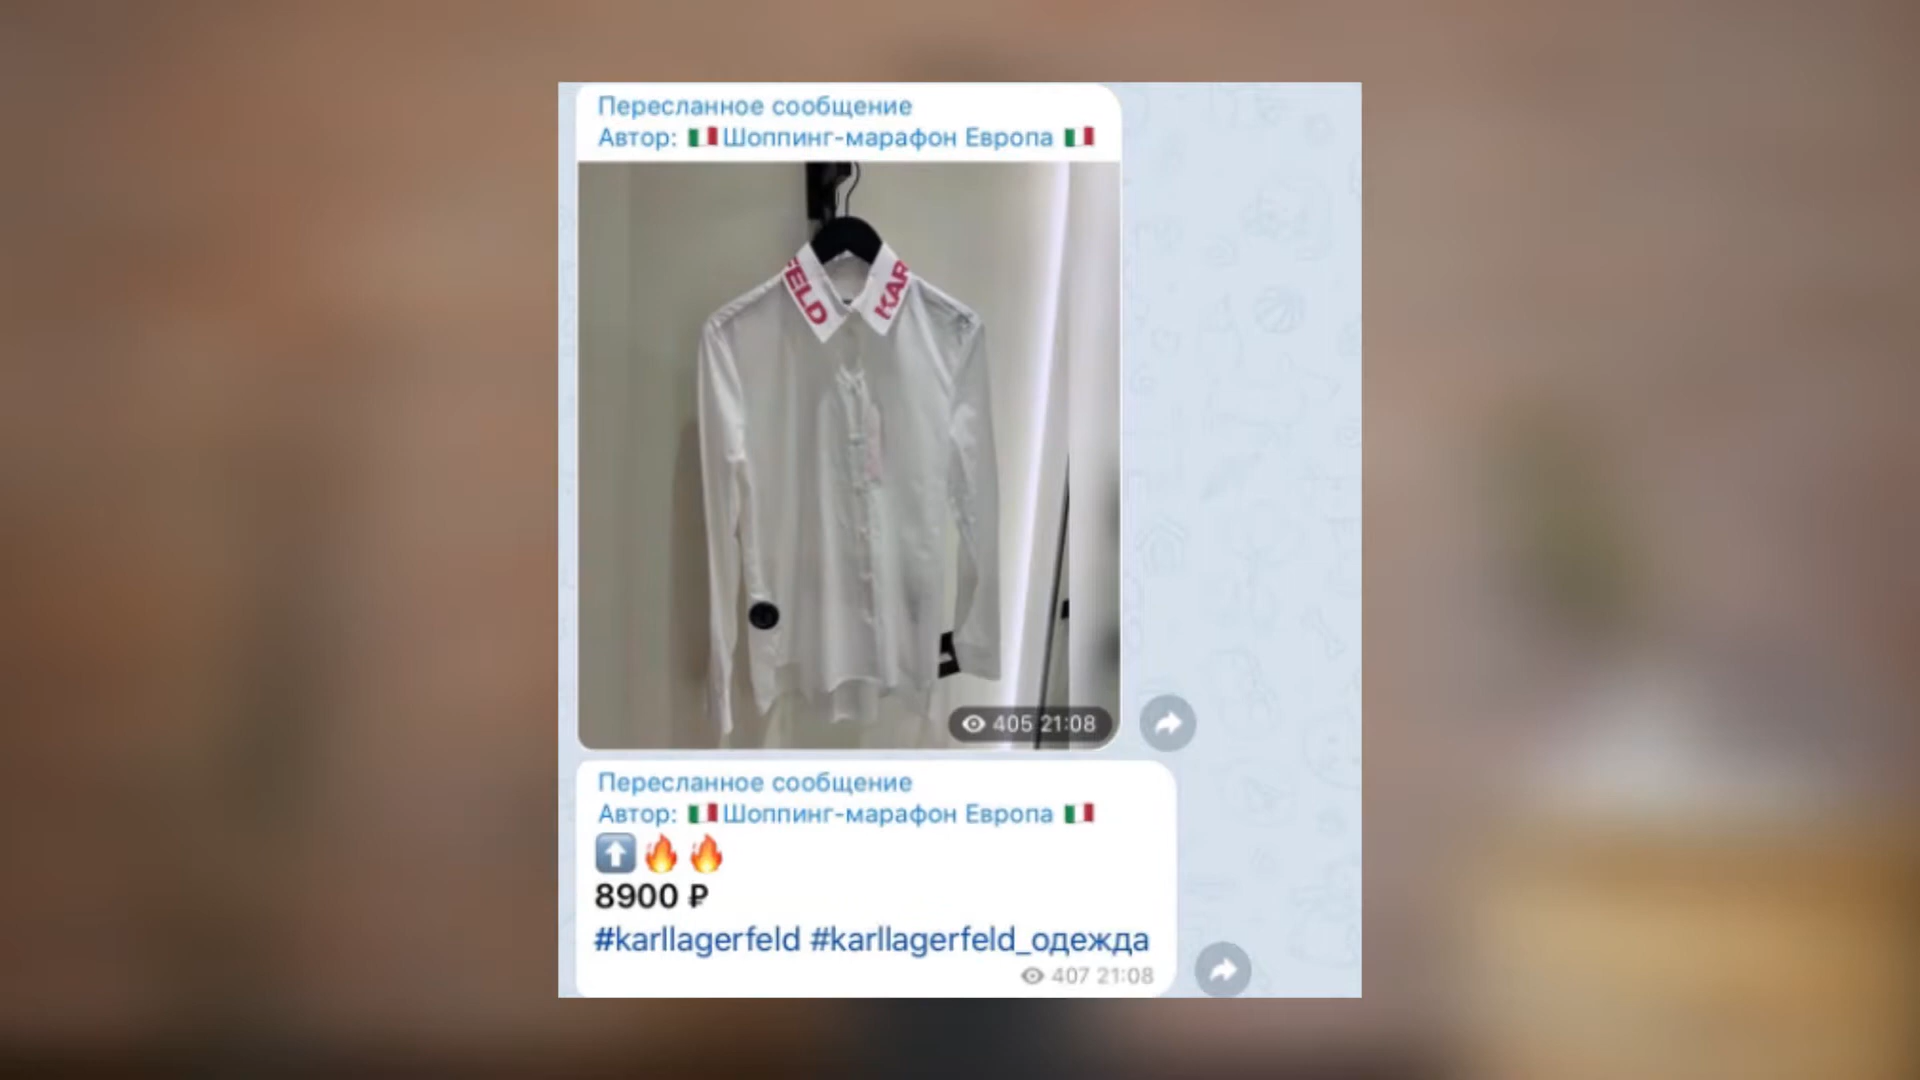 Пересланное сообщение
Автор: 🇮🇹Шоппинг-марафон Европа 🇮🇹
FELD KAR
405 21:08
Пересланное сообщение
Автор: 🇮🇹Шоппинг-марафон Европа 🇮🇹
⬆️🔥🔥
8900 ₽
#karllagerfeld #karllagerfeld_одежда
407 21:08